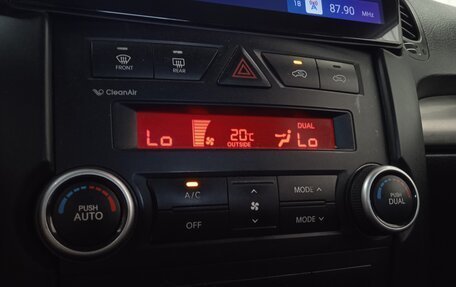 18 A 87.90 MHz
FRONT REAR
CleanAir
DUAL
Lo 20°C Lo
OUTSIDE
PUSH AUTO
A/C
OFF
MODE
MODE
PUSH DUAL